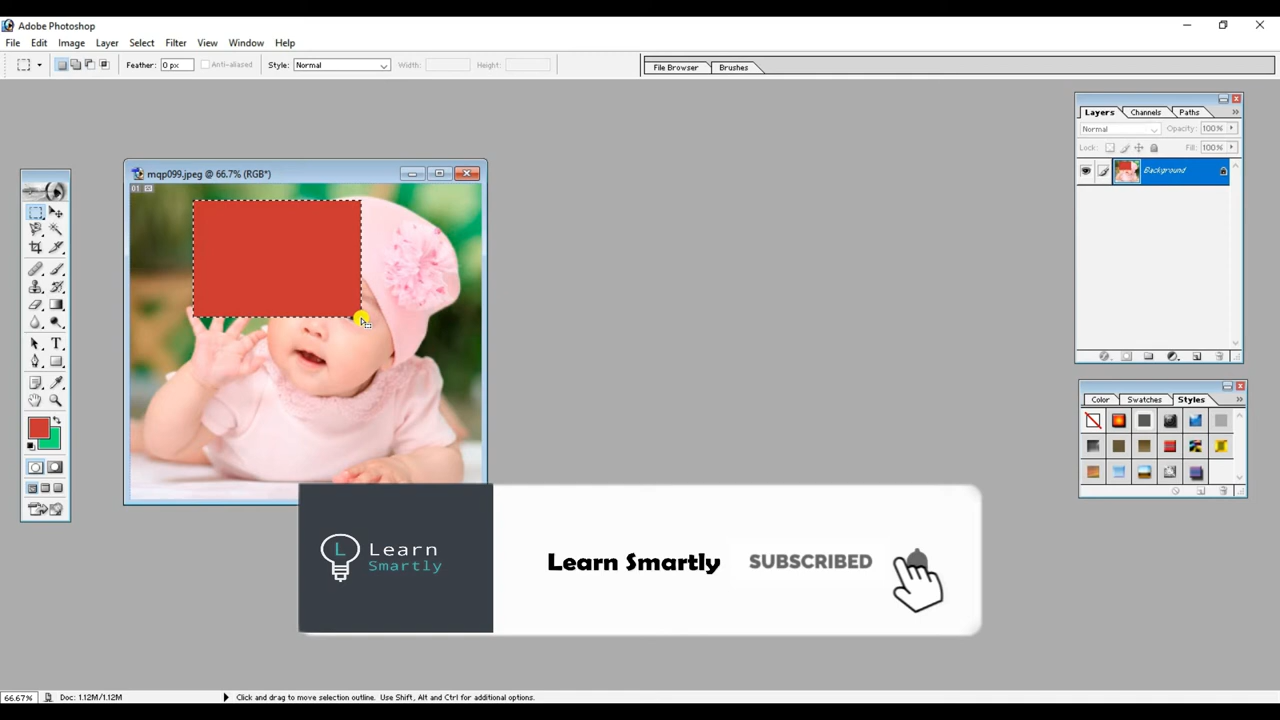 Adobe Photoshop
File Edit Image Layer Select Filter View Window Help
Feather: 0 px Anti-aliased Style: Normal Width: Height: File Browser Brushes
Layers Channels Paths
Normal Opacity: 100%
Lock: Fill: 100%
Background
mqp099.jpeg @ 66.7% (RGB*)
01
T
Color Swatches Styles
L Learn
Smartly
Learn Smartly SUBSCRIBED
66.67% Doc: 1.12M/1.12M Click and drag to move selection outline. Use Shift, Alt and Ctrl for additional options.